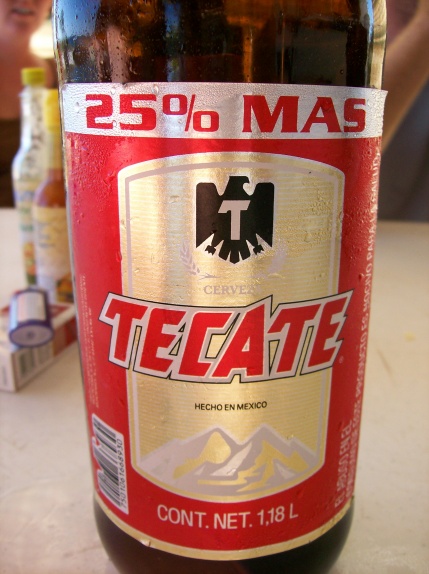 25% MAS
T
CERVEZA
TECATE
HECHO EN MEXICO
CONT. NET. 1,18 L